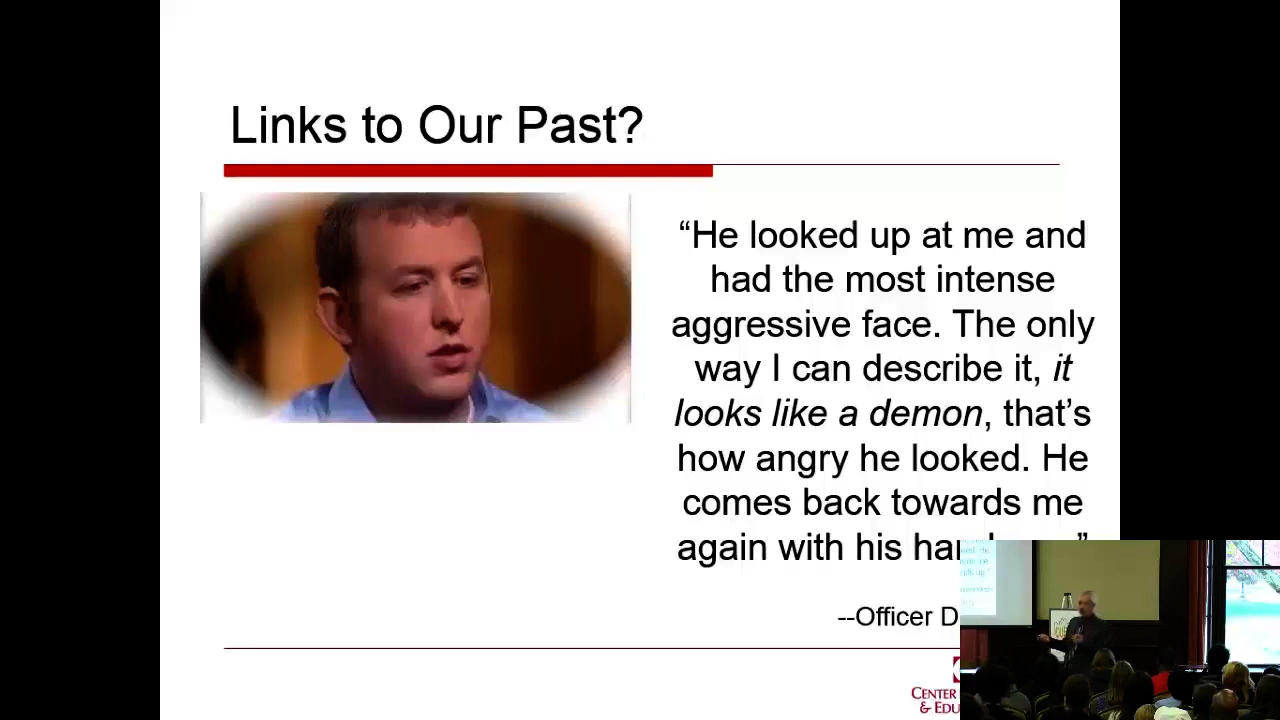 Links to Our Past?
“He looked up at me and
had the most intense
aggressive face. The only
way I can describe it, it
looks like a demon, that’s
how angry he looked. He
comes back towards me
again with his
--Officer
CENTER
&